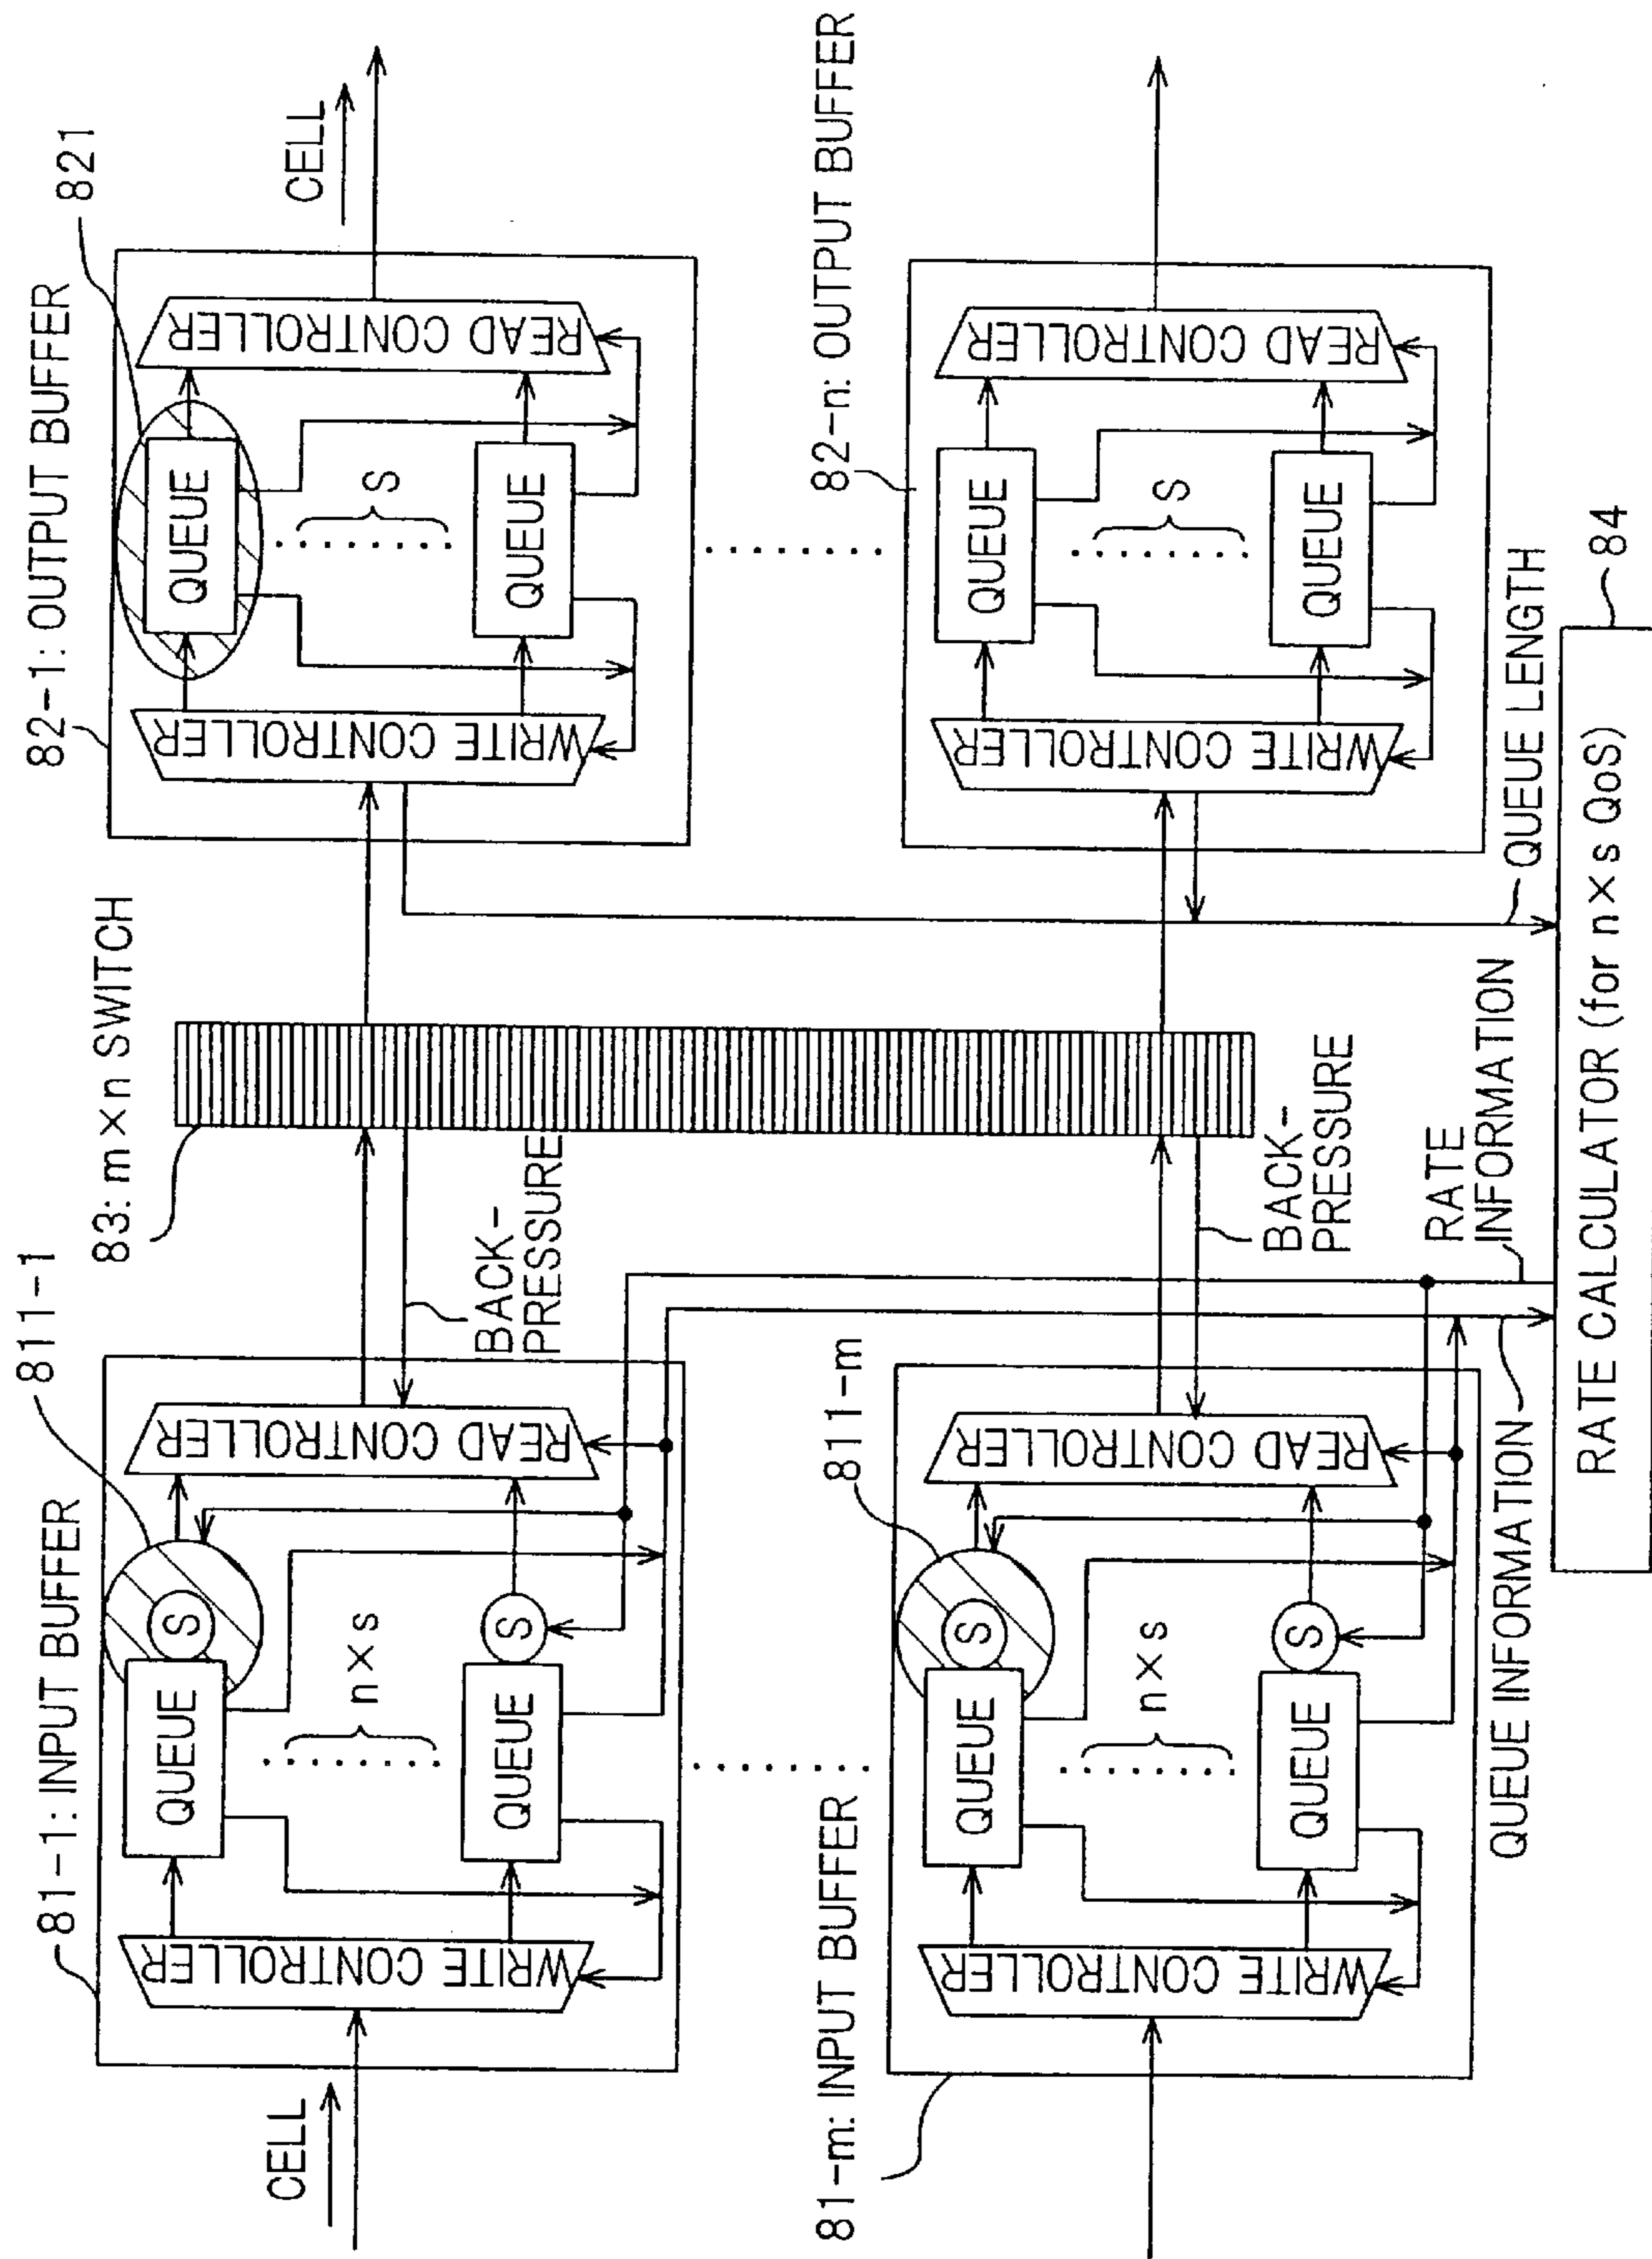 CELL
81-1: INPUT BUFFER
WRITE CONTROLLER
QUEUE
n×s
QUEUE
S
S
READ CONTROLLER
811-1
BACK-
PRESSURE
83: m×n SWITCH
82-1: OUTPUT BUFFER
WRITE CONTROLLER
QUEUE
S
QUEUE
READ CONTROLLER
821
CELL
81-m: INPUT BUFFER
WRITE CONTROLLER
QUEUE
n×s
QUEUE
S
S
READ CONTROLLER
811-m
BACK-
PRESSURE
82-n: OUTPUT BUFFER
WRITE CONTROLLER
QUEUE
S
QUEUE
READ CONTROLLER
QUEUE INFORMATION
RATE
INFORMATION
QUEUE LENGTH
84
RATE CALCULATOR (for n×s QoS)